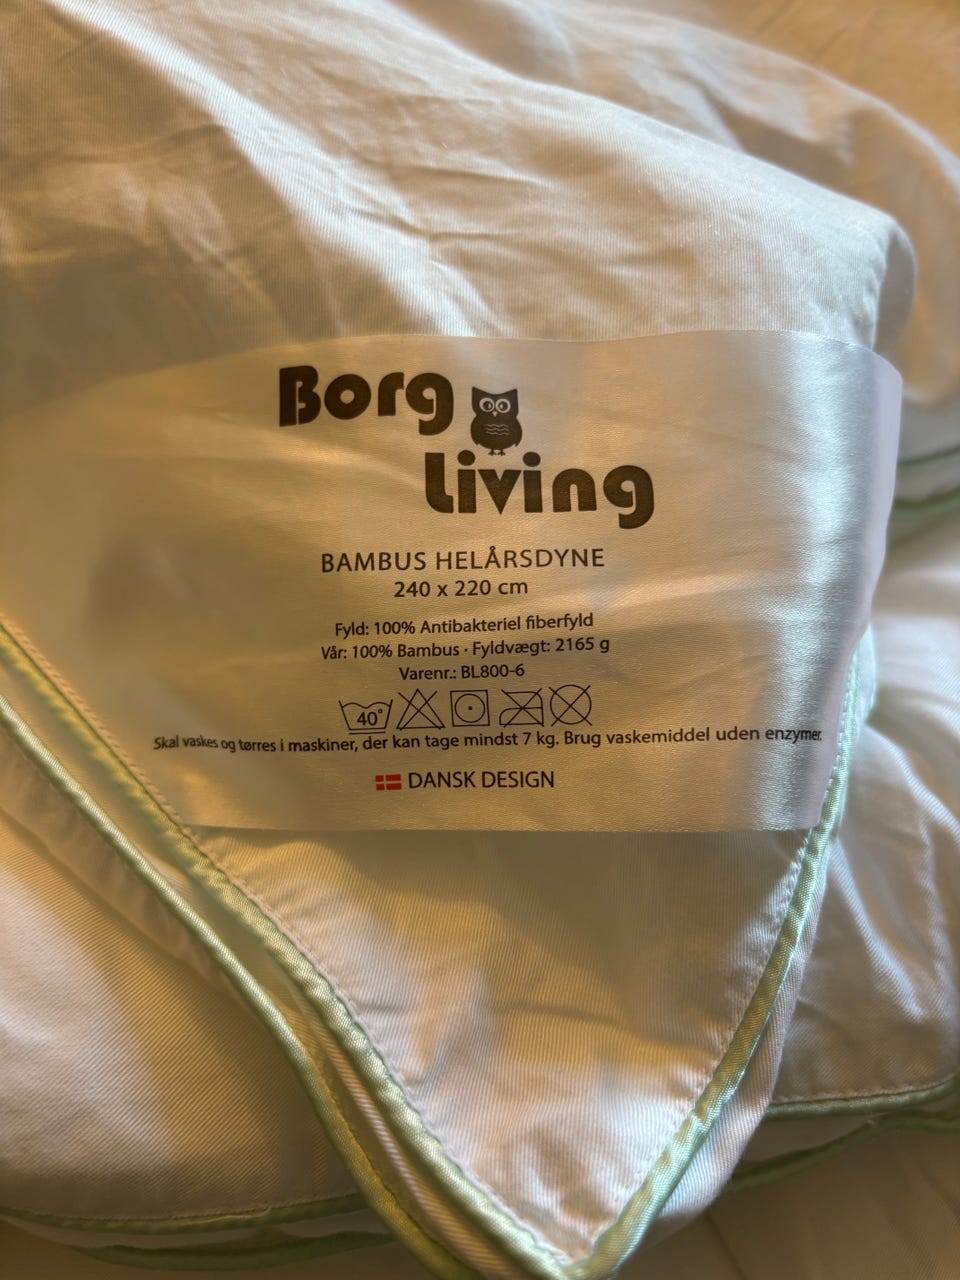 Borg
Living
BAMBUS HELÅRSDYNE
240 x 220 cm
Fyld: 100% Antibakteriel fiberfyld
Vår: 100% Bambus · Fyldvægt: 2165 g
Varenr.: BL800-6
40°
Skal vaskes og tørres i maskiner, der kan tage mindst 7 kg. Brug vaskemiddel uden enzymer.
DANSK DESIGN